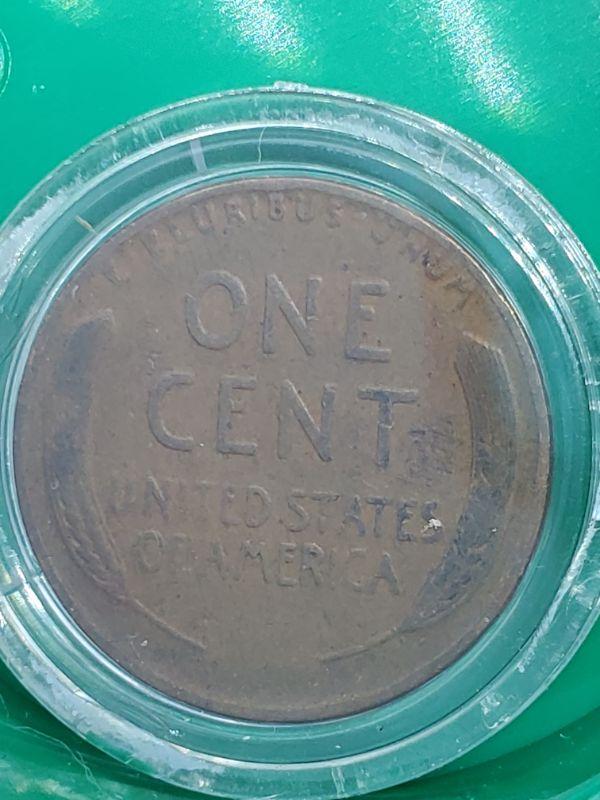 E·PLURIBUS·UNUM
ONE
CENT
UNITED STATES
OF AMERICA